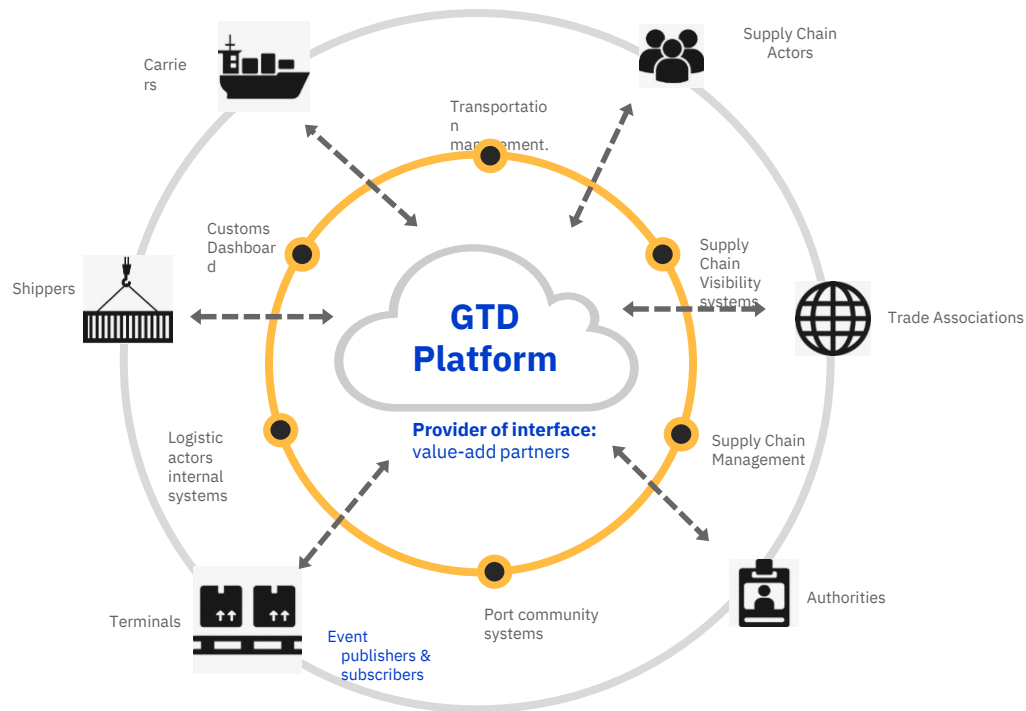 Supply Chain
Actors
Carrie
rs
Transportatio
n
management.
Customs
Dashboar
d
Supply
Chain
Visibility
systems
Shippers
GTD
Platform
Trade Associations
Provider of interface:
value-add partners
Logistic
actors
internal
systems
Supply Chain
Management
Authorities
Terminals
Port community
systems
Event
publishers &
subscribers